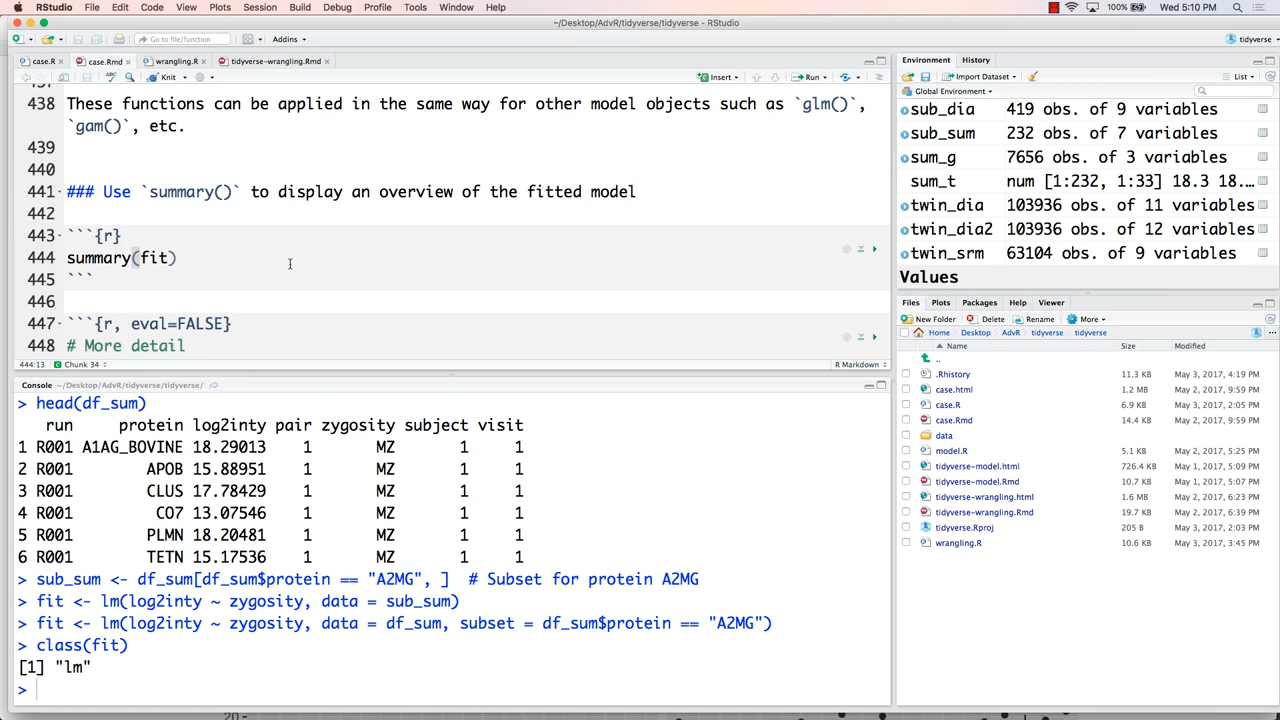 RStudio File Edit Code View Plots Session Build Debug Profile Tools Window Help 100% Wed 5:10 PM
~/Desktop/AdvR/tidyverse/tidyverse - RStudio
Go to file/function Addins tidyverse
case.R case.Rmd wrangling.R tidyverse-wrangling.Rmd
Knit Insert Run
437
438 These functions can be applied in the same way for other model objects such as `glm()`,
`gam()`, etc.
439
440
441 ### Use `summary()` to display an overview of the fitted model
442
443 ```{r}
444 summary(fit)
445 ```
446
447 ```{r, eval=FALSE}
448 # More detail
444:13 Chunk 34 R Markdown
Console ~/Desktop/AdvR/tidyverse/tidyverse/
> head(df_sum)
run protein log2inty pair zygosity subject visit
1 R001 A1AG_BOVINE 18.29013 1 MZ 1 1
2 R001 APOB 15.88951 1 MZ 1 1
3 R001 CLUS 17.78429 1 MZ 1 1
4 R001 CO7 13.07546 1 MZ 1 1
5 R001 PLMN 18.20481 1 MZ 1 1
6 R001 TETN 15.17536 1 MZ 1 1
> sub_sum <- df_sum[df_sum$protein == "A2MG", ] # Subset for protein A2MG
> fit <- lm(log2inty ~ zygosity, data = sub_sum)
> fit <- lm(log2inty ~ zygosity, data = df_sum, subset = df_sum$protein == "A2MG")
> class(fit)
[1] "lm"
>
20
Environment History
Import Dataset List
Global Environment
sub_dia 419 obs. of 9 variables
sub_sum 232 obs. of 7 variables
sum_g 7656 obs. of 3 variables
sum_t num [1:232, 1:33] 18.3 18....
twin_dia 103936 obs. of 11 variables
twin_dia2 103936 obs. of 12 variables
twin_srm 63104 obs. of 9 variables
Values
Files Plots Packages Help Viewer
New Folder Delete Rename More
Home Desktop AdvR tidyverse tidyverse ...
Name Size Modified
..
.Rhistory 11.3 KB May 3, 2017, 4:19 PM
case.html 1.2 MB May 2, 2017, 9:59 PM
case.R 6.9 KB May 3, 2017, 2:05 PM
case.Rmd 14.4 KB May 2, 2017, 9:59 PM
data
model.R 5.1 KB May 2, 2017, 5:25 PM
tidyverse-model.html 726.4 KB May 1, 2017, 5:09 PM
tidyverse-model.Rmd 10.7 KB May 1, 2017, 5:08 PM
tidyverse-wrangling.html 1.6 MB May 2, 2017, 6:23 PM
tidyverse-wrangling.Rmd 19.7 KB May 2, 2017, 6:23 PM
tidyverse.Rproj 205 B May 3, 2017, 2:03 PM
wrangling.R 10.6 KB May 3, 2017, 3:45 PM